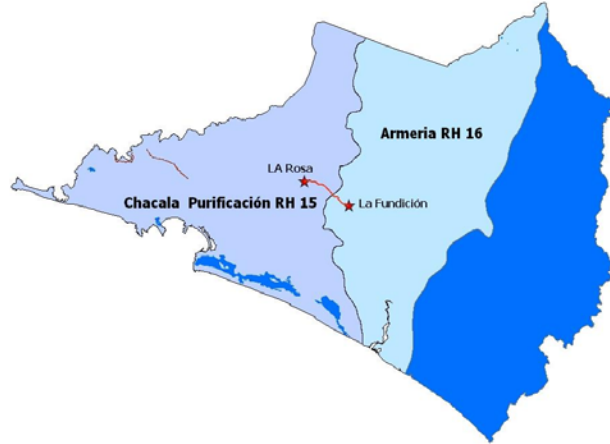 Armeria RH 16
LA Rosa
Chacala Purificación RH 15
La Fundición